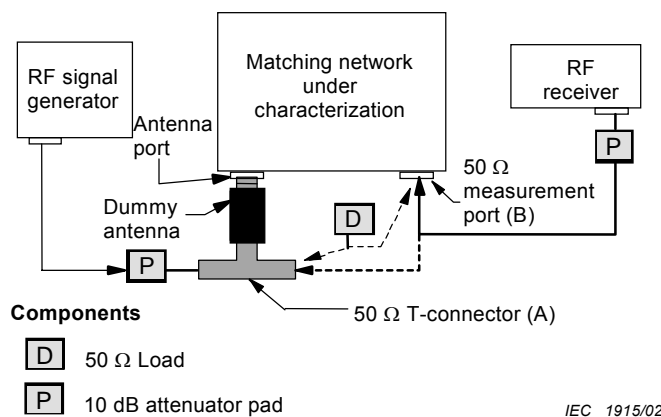 RF signal
generator
Matching network
under
characterization
RF
receiver
P
Antenna
port
50 Ω
measurement
port (B)
Dummy
antenna
D
P
50 Ω T-connector (A)
Components
D 50 Ω Load
P 10 dB attenuator pad
IEC 1915/02